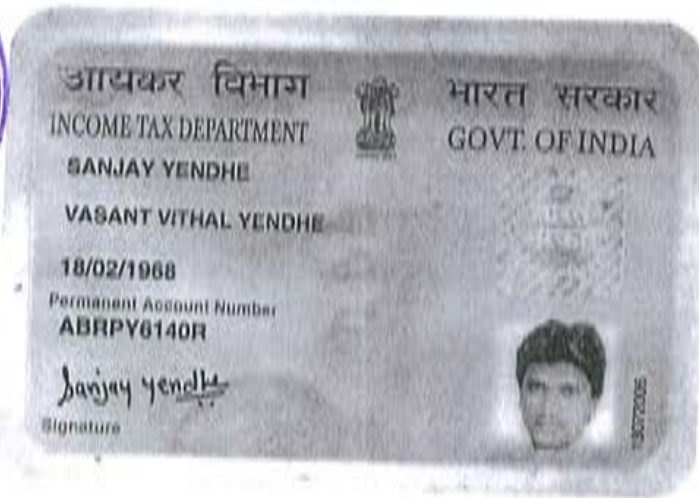 आयकर विभाग
भारत सरकार
INCOME TAX DEPARTMENT
GOVT. OF INDIA
SANJAY YENDHE
VASANT VITHAL YENDHE
18/02/1968
Permanent Account Number
ABRPY6140R
Sanjay Yendhe
Signature
13072005